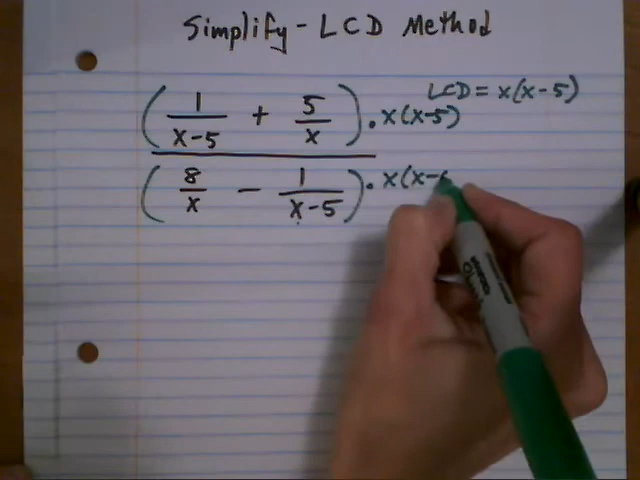 Simplify - LCD Method
LCD = x(x-5)
(1/(x-5) + 5/x) · x(x-5)
(8/x - 1/(x-5)) · x(x-